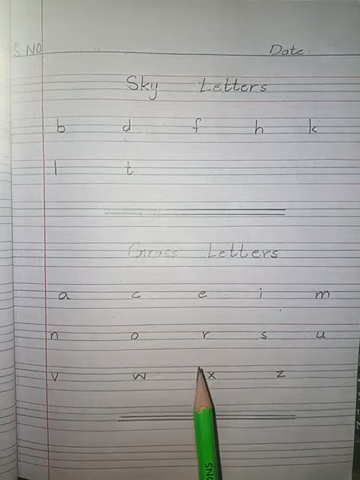 S.NO
Date
Sky Letters
b d f h k
l t
Grass Letters
a c e i m
n o r s u
v w x z